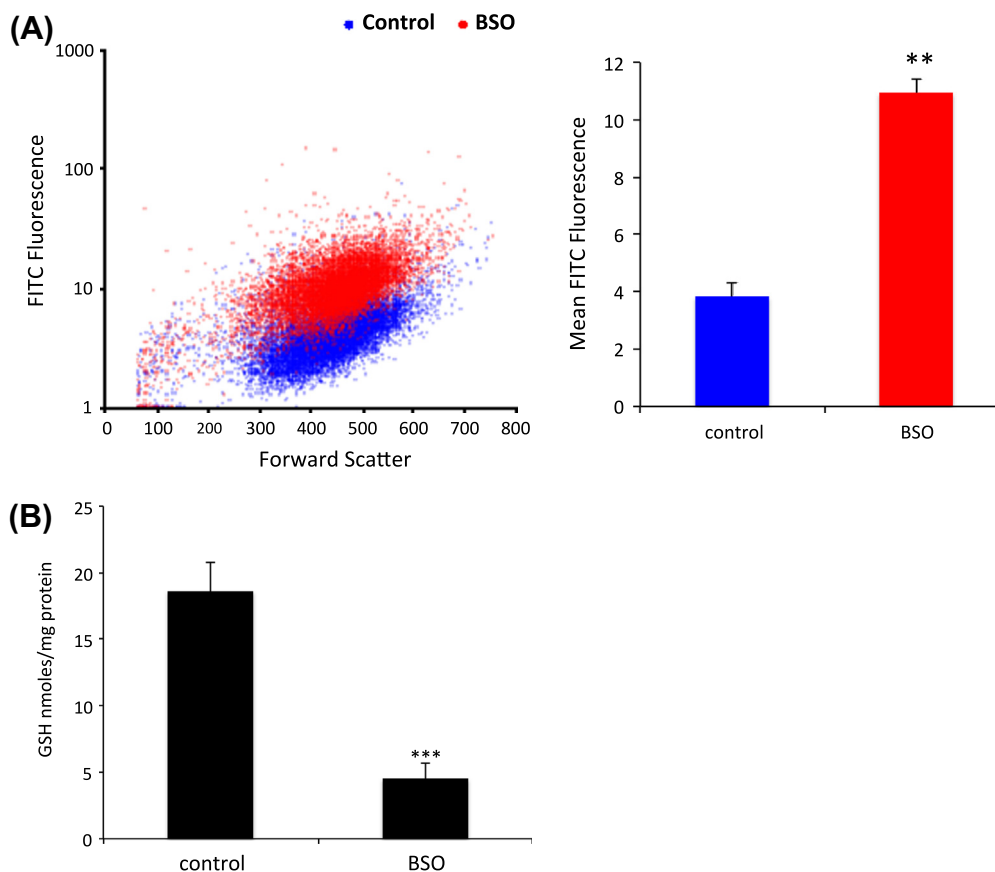 (A)
Control BSO
FITC Fluorescence
1000
100
10
1
0 100 200 300 400 500 600 700 800
Forward Scatter
Mean FITC Fluorescence
12
10
8
6
4
2
0
**
control BSO
(B)
GSH nmoles/mg protein
25
20
15
10
5
0
***
control BSO